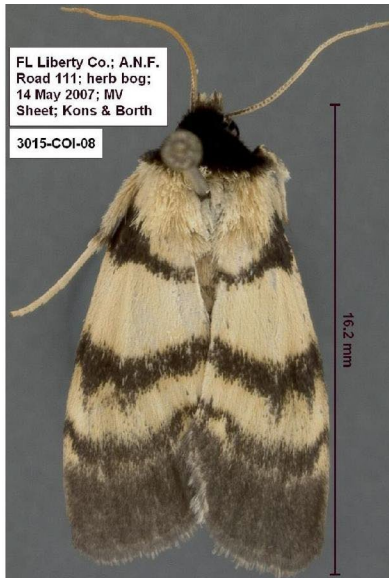 FL Liberty Co.; A.N.F.
Road 111; herb bog;
14 May 2007; MV
Sheet; Kons & Borth
3015-COI-08
16.2 mm